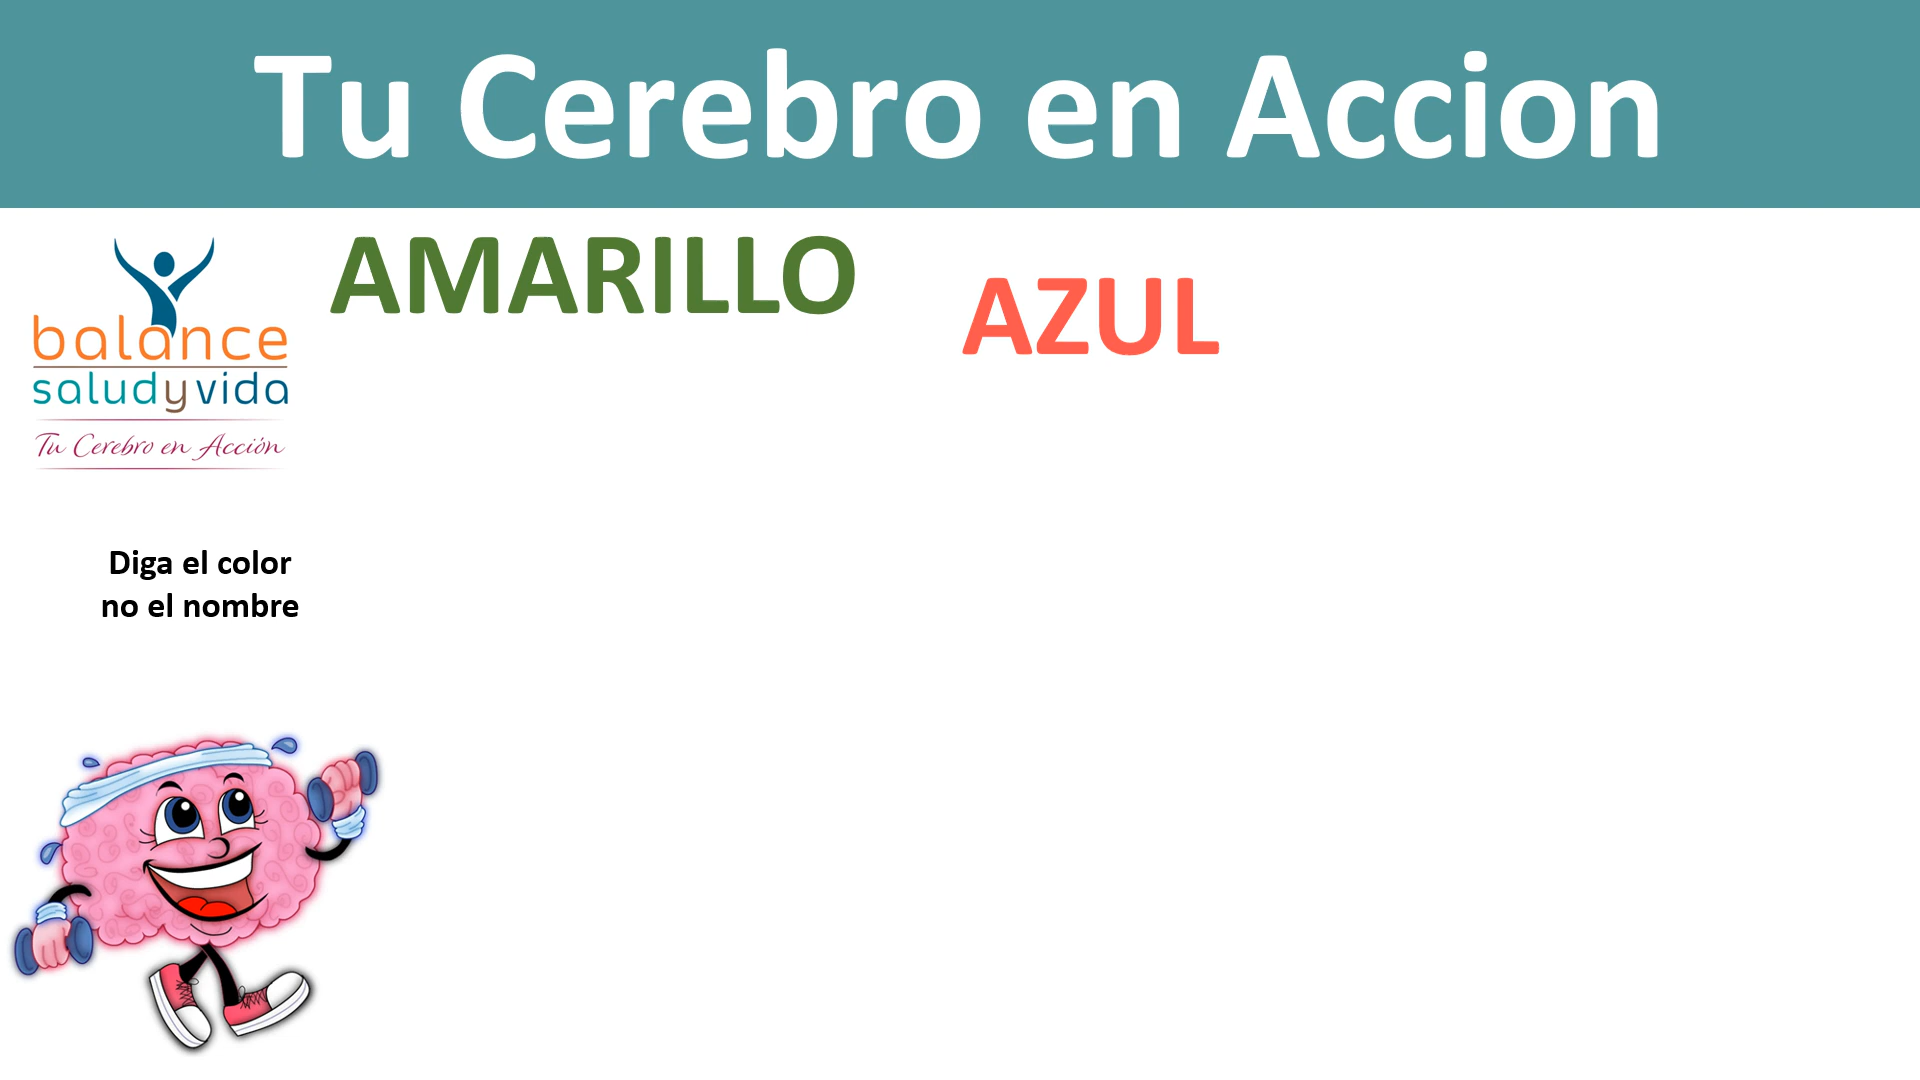 Tu Cerebro en Accion
AMARILLO
AZUL
balance
saludyvida
Tu Cerebro en Acción
Diga el color
no el nombre